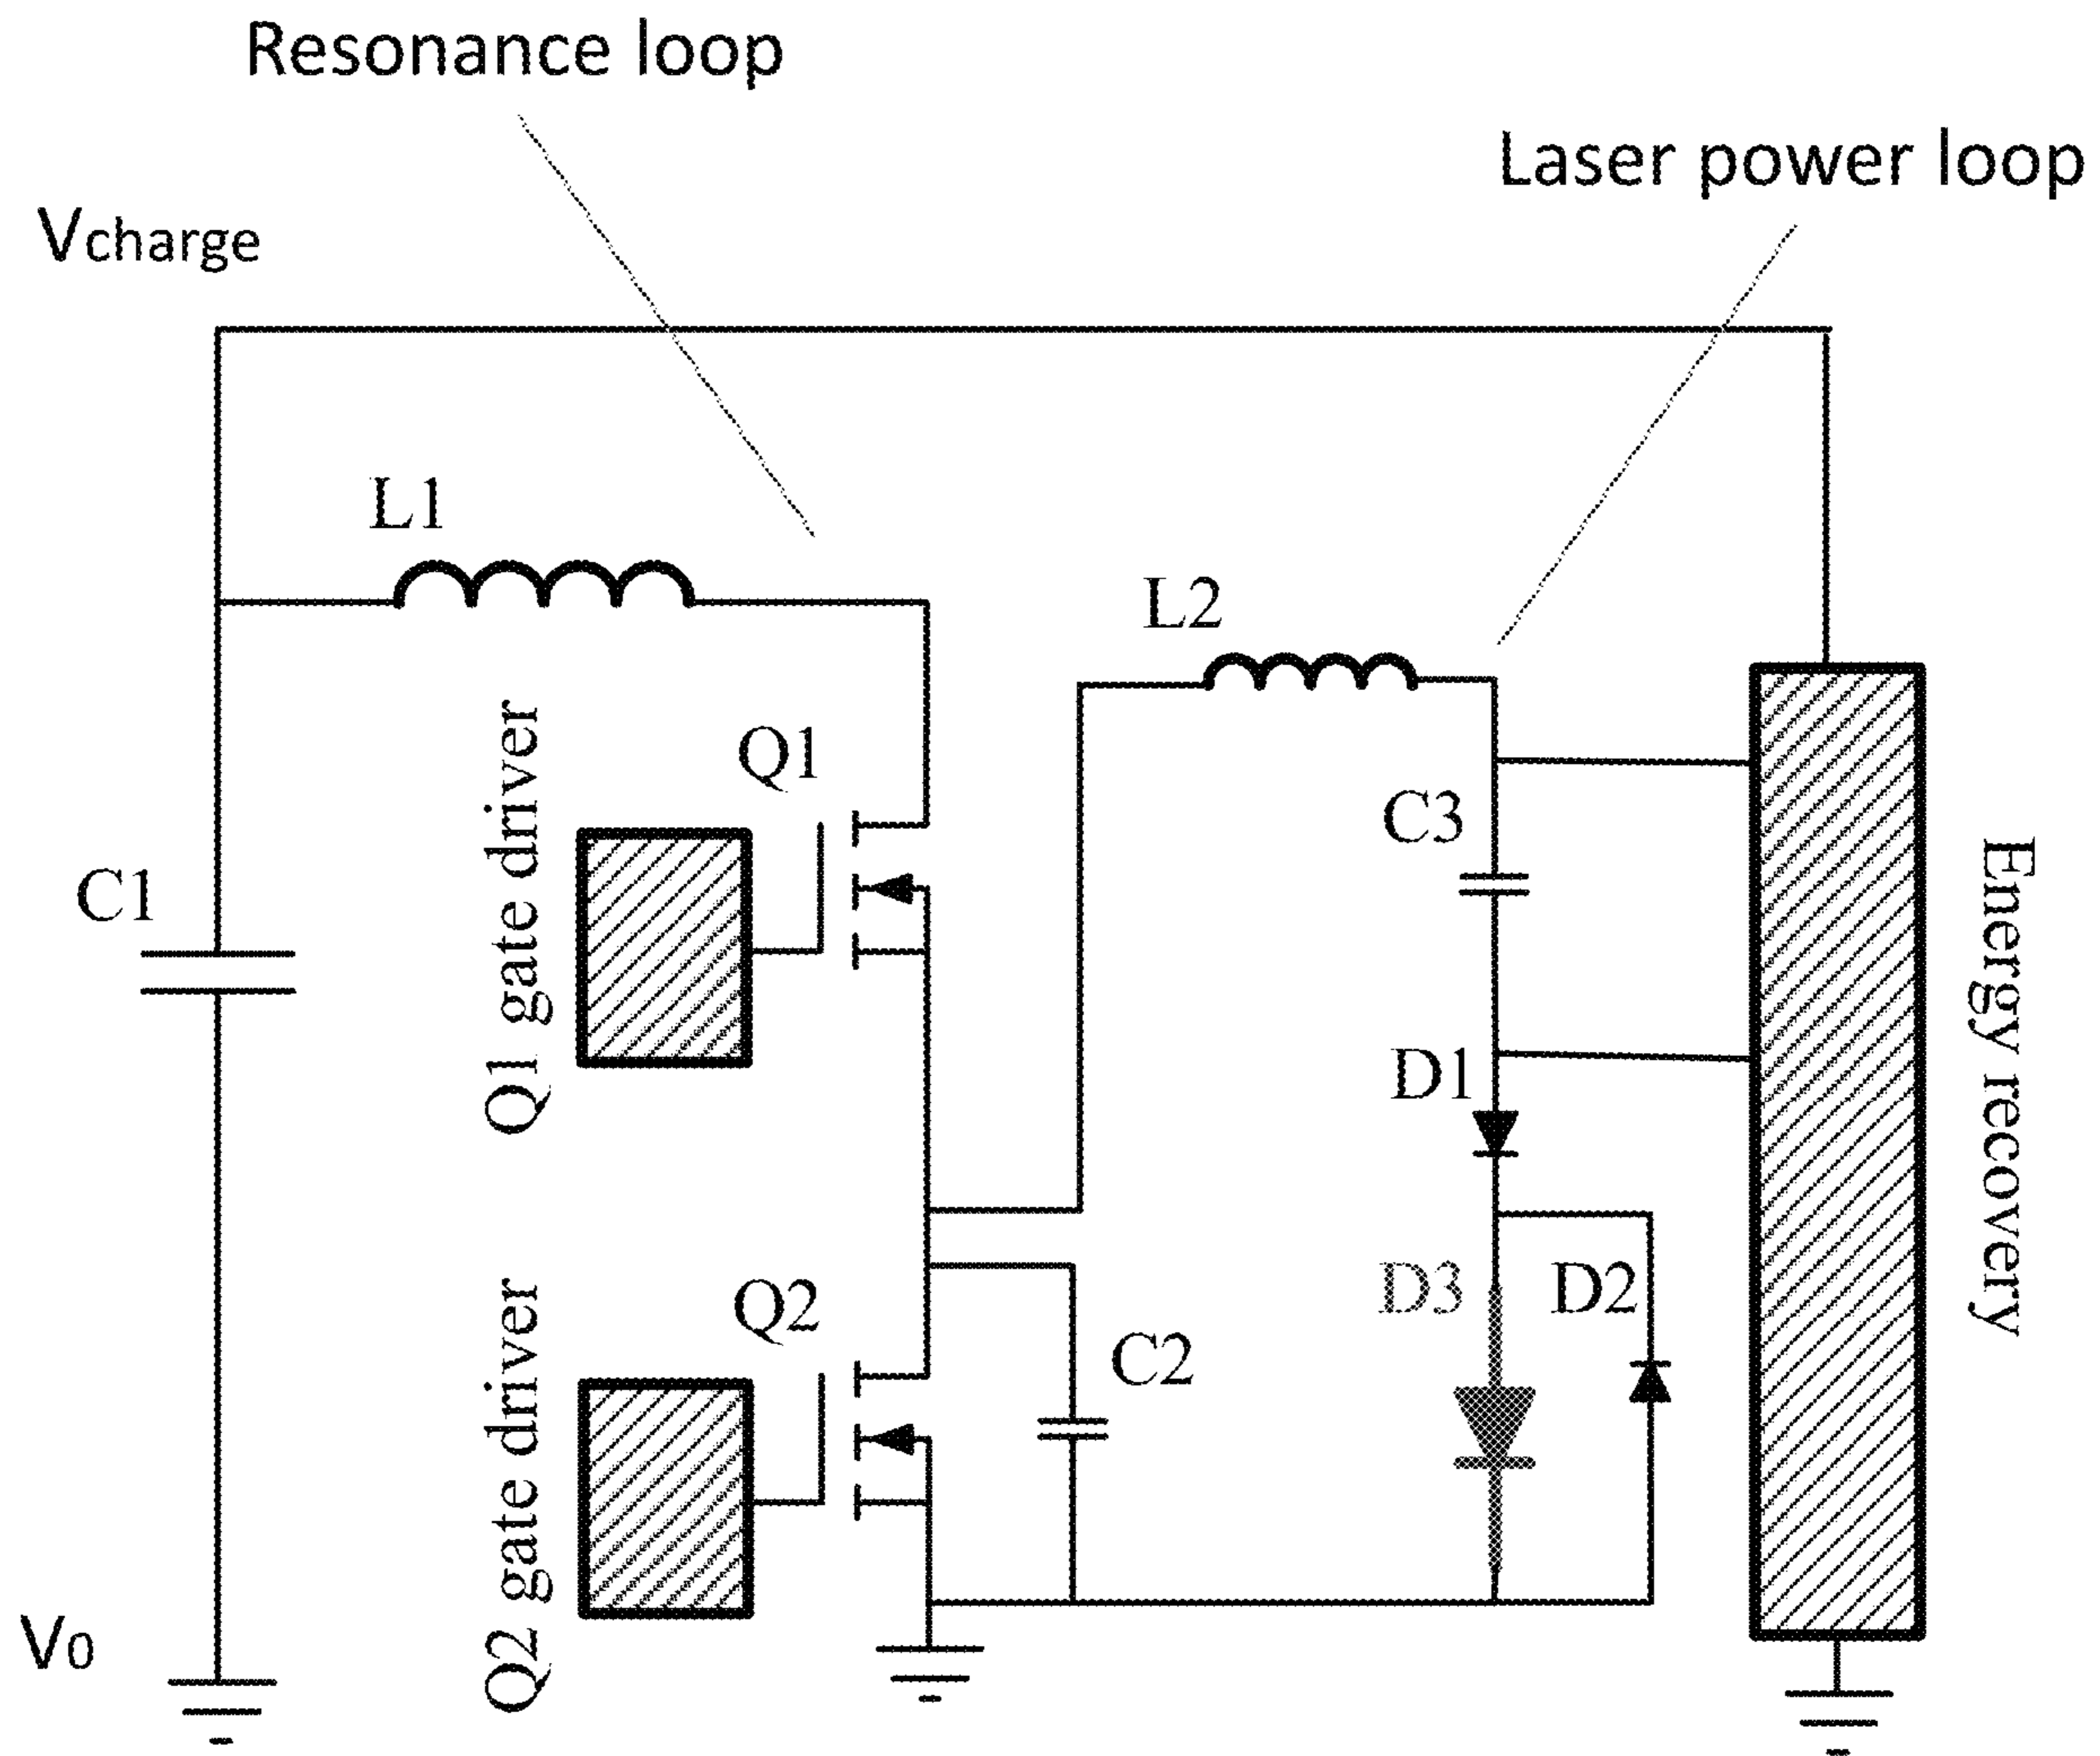 Resonance loop
Laser power loop
Vcharge
L1
L2
Q1 gate driver
Q1
C3
C1
D1
Energy recovery
Q2 gate driver
Q2
D3
D2
C2
V0